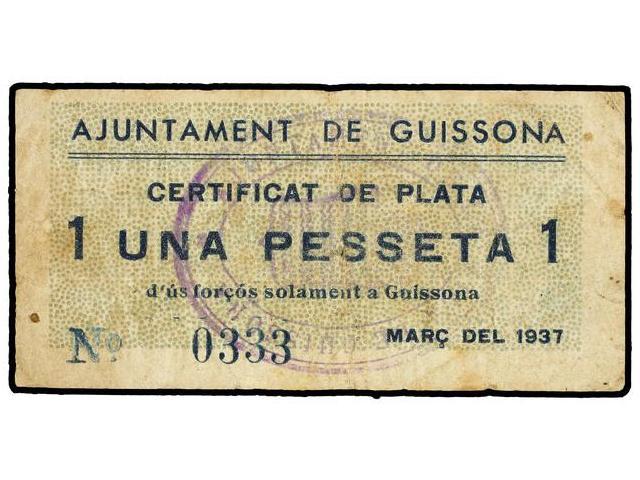 AJUNTAMENT DE GUISSONA
CERTIFICAT DE PLATA
1 UNA PESSETA 1
d'ús forçós solament a Guissona
Nº 0333 MARÇ DEL 1937